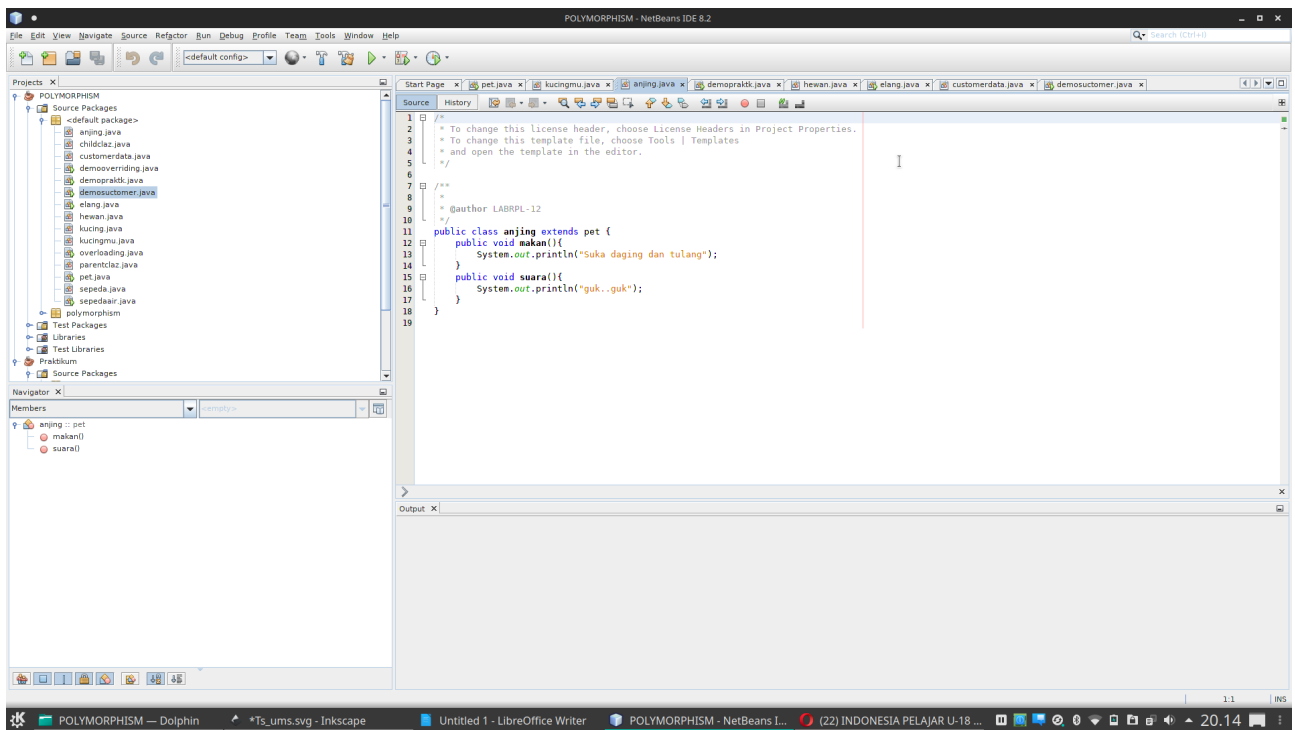 POLYMORPHISM - NetBeans IDE 8.2
File Edit View Navigate Source Refactor Run Debug Profile Team Tools Window Help
Search (Ctrl+I)
<default config>
Projects
Start Page pet.java kucingmu.java anjing.java demopraktk.java hewan.java elang.java customerdata.java demosuctomer.java
Source History
POLYMORPHISM
Source Packages
<default package>
anjing.java
childclaz.java
customerdata.java
demooverriding.java
demopraktk.java
demosuctomer.java
elang.java
hewan.java
kucing.java
kucingmu.java
overloading.java
parentclaz.java
pet.java
sepeda.java
sepedaair.java
polymorphism
Test Packages
Libraries
Test Libraries
Praktikum
Source Packages
1 /*
2 * To change this license header, choose License Headers in Project Properties.
3 * To change this template file, choose Tools | Templates
4 * and open the template in the editor.
5 */
6
7 /**
8 *
9 * @author LABRPL-12
10 */
11 public class anjing extends pet {
12 public void makan(){
13 System.out.println("Suka daging dan tulang");
14 }
15 public void suara(){
16 System.out.println("guk..guk");
17 }
18 }
19
Navigator
Members <empty>
anjing :: pet
makan()
suara()
Output
1:1 INS
POLYMORPHISM — Dolphin *Ts_ums.svg - Inkscape Untitled 1 - LibreOffice Writer POLYMORPHISM - NetBeans I... (22) INDONESIA PELAJAR U-18 ... 20.14